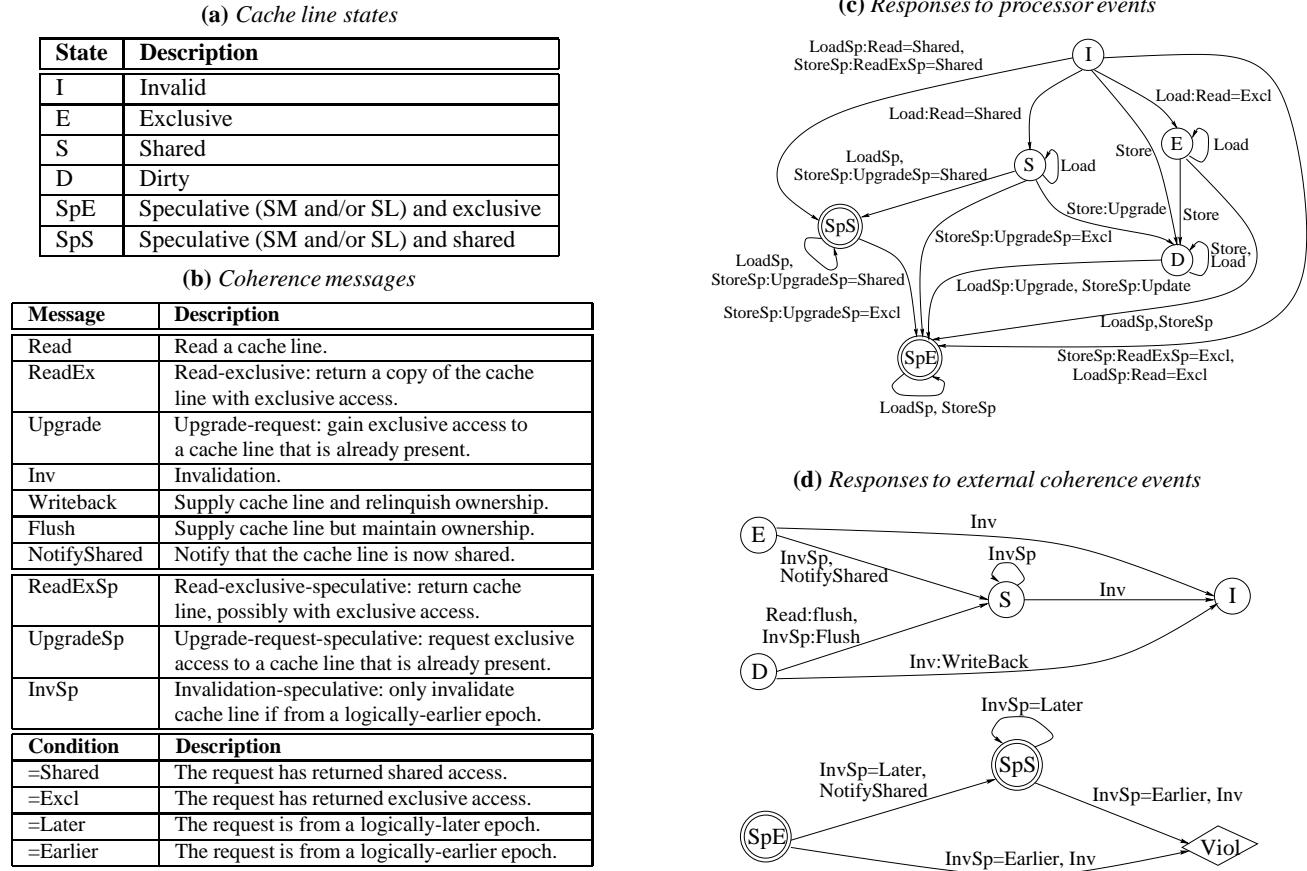 (a) Cache line states
State Description
I Invalid
E Exclusive
S Shared
D Dirty
SpE Speculative (SM and/or SL) and exclusive
SpS Speculative (SM and/or SL) and shared
(b) Coherence messages
Message Description
Read Read a cache line.
ReadEx Read-exclusive: return a copy of the cache
line with exclusive access.
Upgrade Upgrade-request: gain exclusive access to
a cache line that is already present.
Inv Invalidation.
Writeback Supply cache line and relinquish ownership.
Flush Supply cache line but maintain ownership.
NotifyShared Notify that the cache line is now shared.
ReadExSp Read-exclusive-speculative: return cache
line, possibly with exclusive access.
UpgradeSp Upgrade-request-speculative: request exclusive
access to a cache line that is already present.
InvSp Invalidation-speculative: only invalidate
cache line if from a logically-earlier epoch.
Condition Description
=Shared The request has returned shared access.
=Excl The request has returned exclusive access.
=Later The request is from a logically-later epoch.
=Earlier The request is from a logically-earlier epoch.
(c) Responses to processor events
LoadSp:Read=Shared,
StoreSp:ReadExSp=Shared
I
Load:Read=Excl
Load:Read=Shared
Store
E
Load
LoadSp,
StoreSp:UpgradeSp=Shared
S
Load
Store:Upgrade
Store
SpS
StoreSp:UpgradeSp=Excl
D
Store,
Load
LoadSp,
StoreSp:UpgradeSp=Shared
LoadSp:Upgrade, StoreSp:Update
StoreSp:UpgradeSp=Excl
LoadSp,StoreSp
SpE
StoreSp:ReadExSp=Excl,
LoadSp:Read=Excl
LoadSp, StoreSp
(d) Responses to external coherence events
E
Inv
InvSp,
NotifyShared
InvSp
S
Inv
I
Read:flush,
InvSp:Flush
D
Inv:WriteBack
InvSp=Later
SpS
InvSp=Later,
NotifyShared
InvSp=Earlier, Inv
SpE
Viol
InvSp=Earlier, Inv